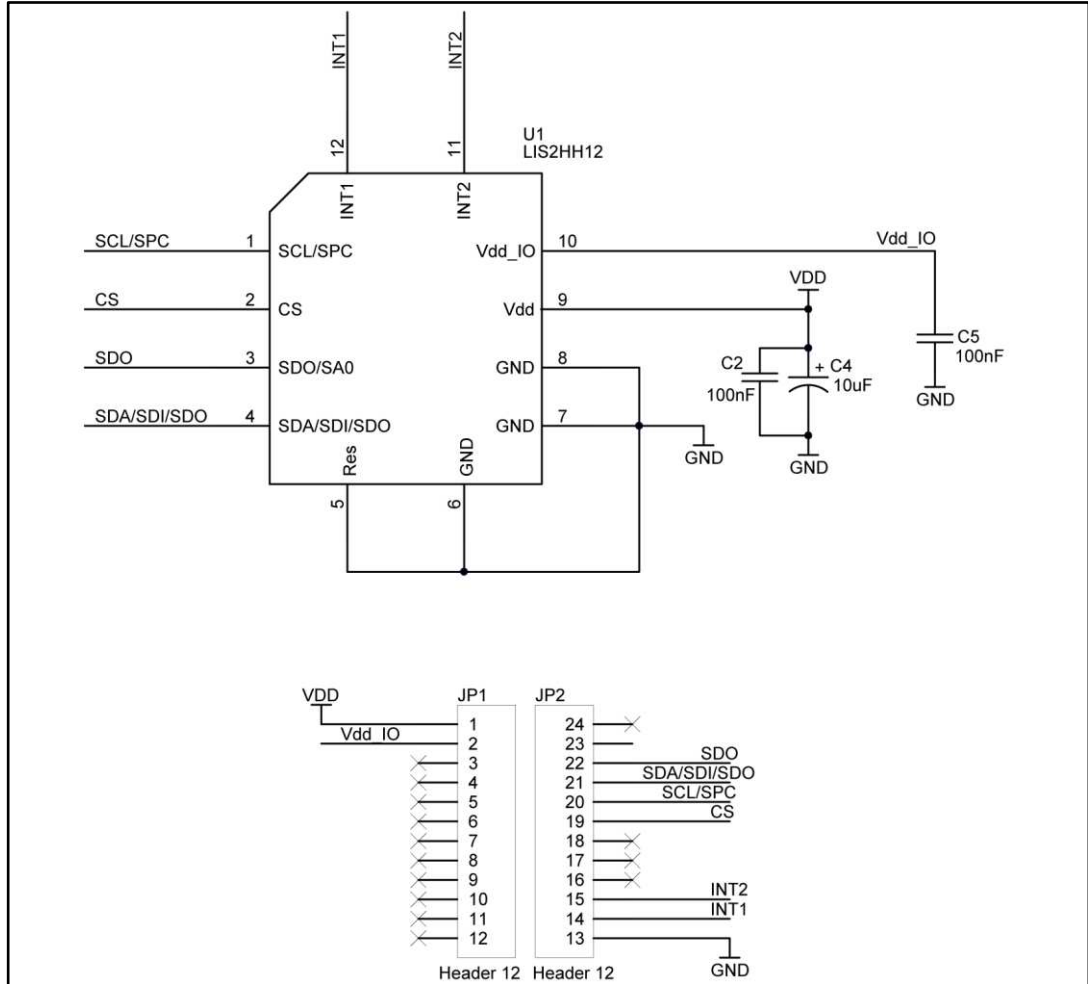 INT1
INT2
12
11
U1
LIS2HH12
INT1
INT2
SCL/SPC 1 SCL/SPC
Vdd_IO 10 Vdd_IO
CS 2 CS
Vdd 9 VDD
SDO 3 SDO/SA0
GND 8
C2
100nF
+ C4
10uF
C5
100nF
GND
SDA/SDI/SDO 4 SDA/SDI/SDO
GND 7
GND
GND
Res
GND
5
6
VDD
JP1
JP2
1
24
Vdd_IO 2
23
3
22 SDO
4
21 SDA/SDI/SDO
5
20 SCL/SPC
6
19 CS
7
18
8
17
9
16
10
15 INT2
11
14 INT1
12
13
GND
Header 12
Header 12